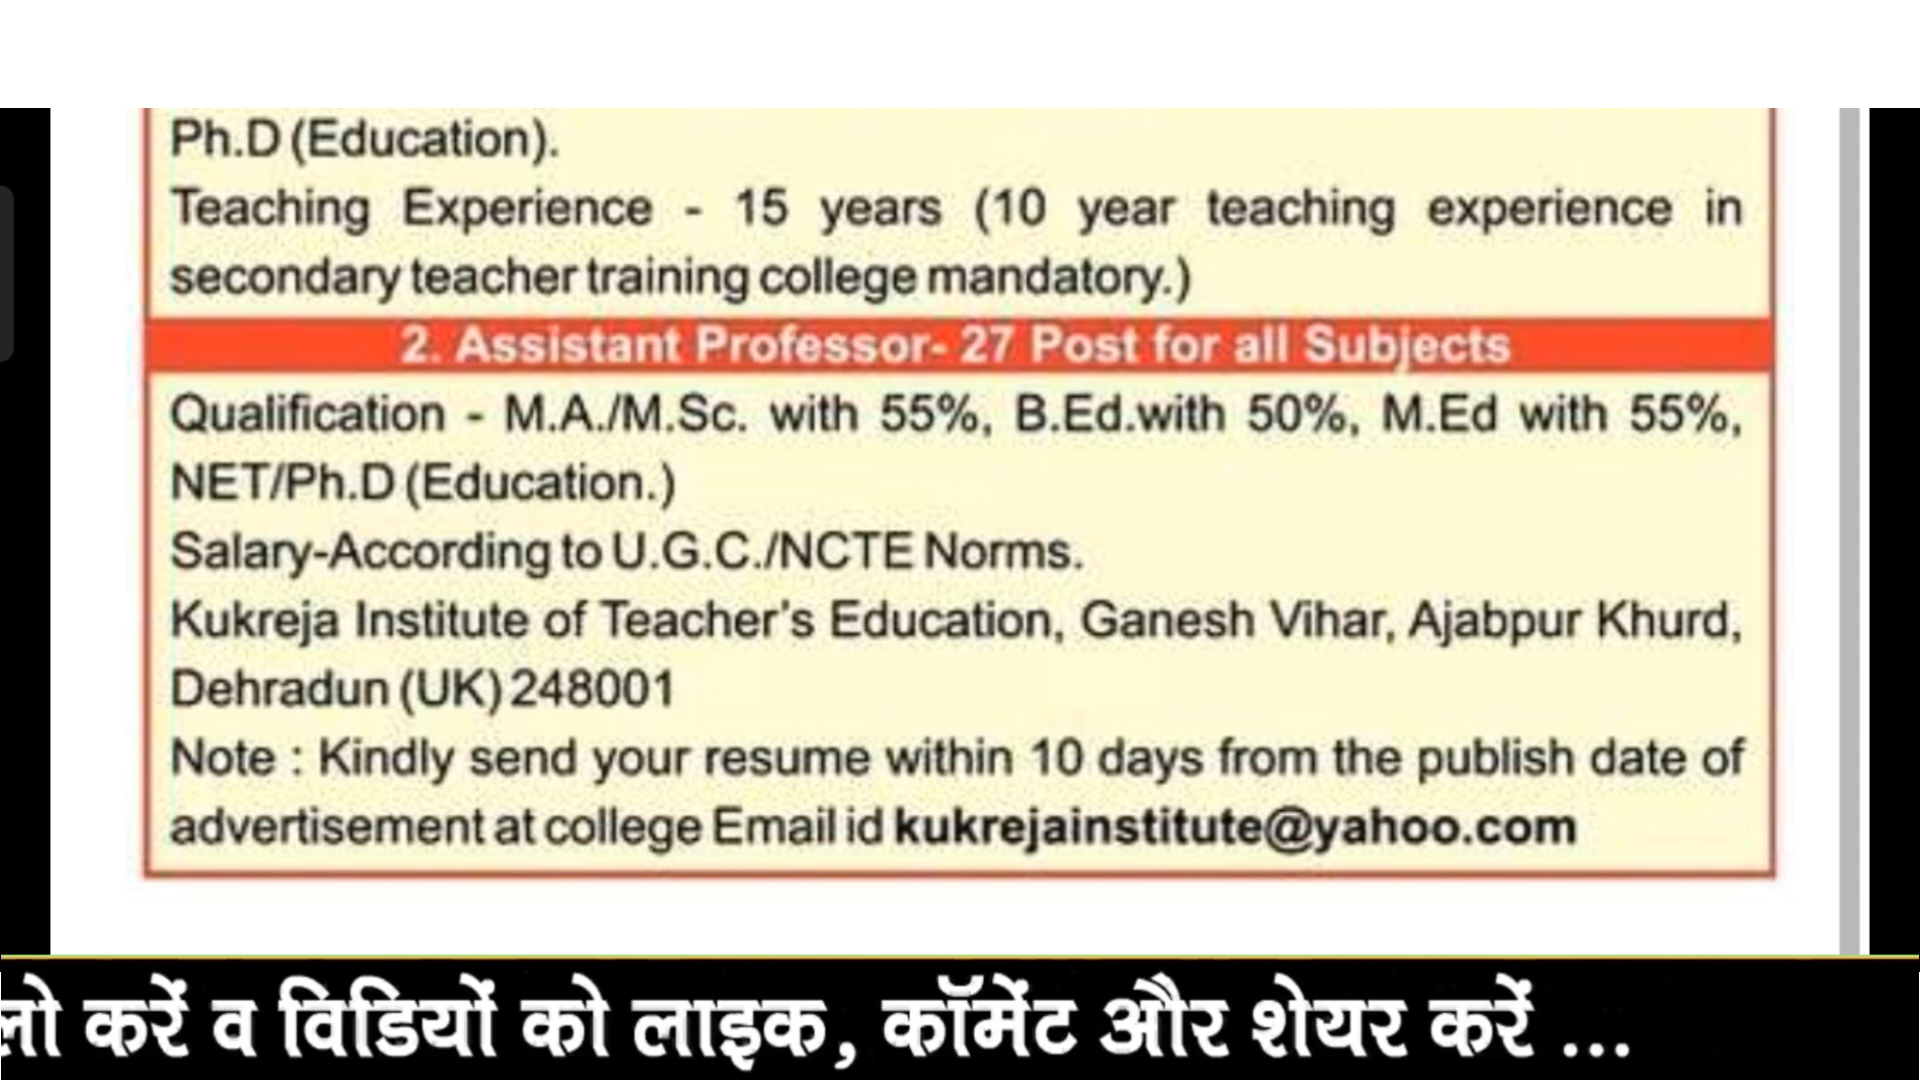 Ph.D (Education).
Teaching Experience - 15 years (10 year teaching experience in
secondary teacher training college mandatory.)
2. Assistant Professor- 27 Post for all Subjects
Qualification - M.A./M.Sc. with 55%, B.Ed.with 50%, M.Ed with 55%,
NET/Ph.D (Education.)
Salary-According to U.G.C./NCTE Norms.
Kukreja Institute of Teacher's Education, Ganesh Vihar, Ajabpur Khurd,
Dehradun (UK) 248001
Note : Kindly send your resume within 10 days from the publish date of
advertisement at college Email id kukrejainstitute@yahoo.com
करें व विडियों को लाइक, कॉमेंट और शेयर करें ...